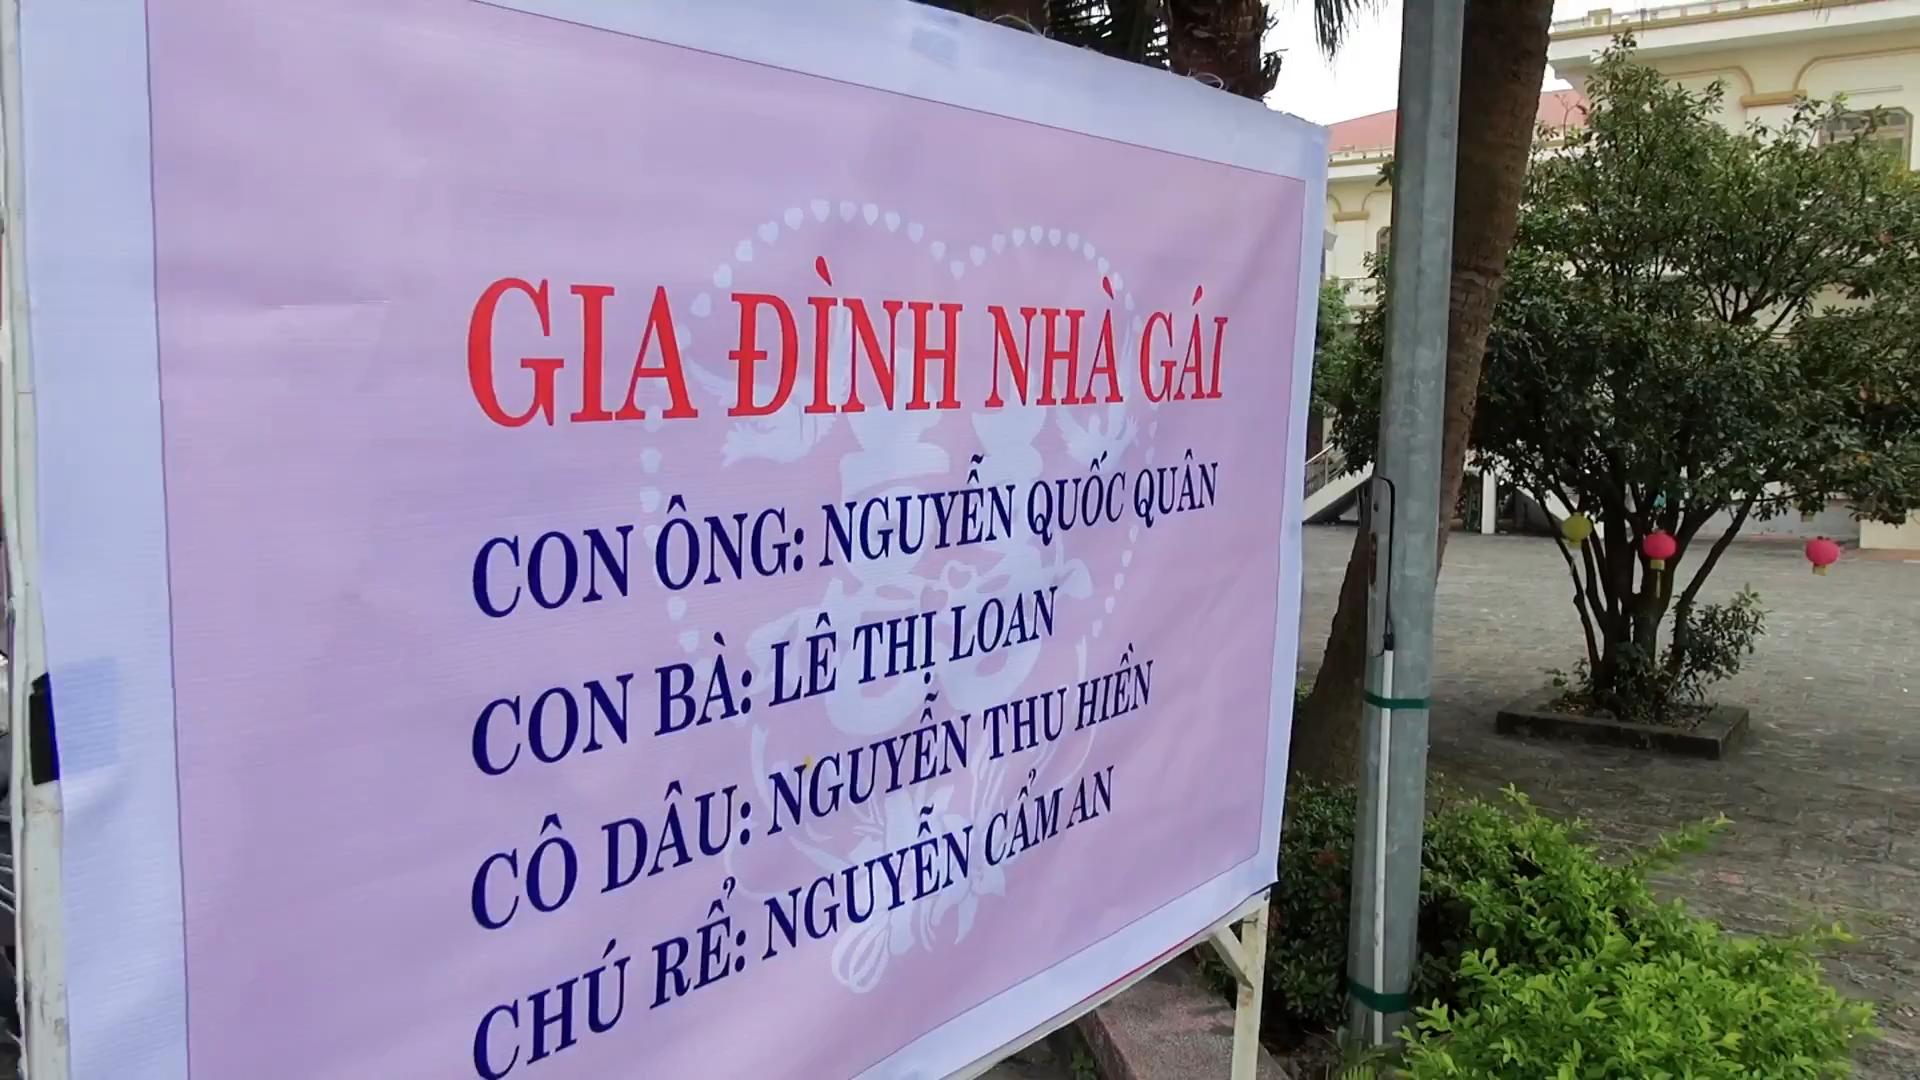 GIA ĐÌNH NHÀ GÁI
CON ÔNG: NGUYỄN QUỐC QUÂN
CON BÀ: LÊ THỊ LOAN
CÔ DÂU: NGUYỄN THU HIỀN
CHÚ RỂ: NGUYỄN CẨM AN